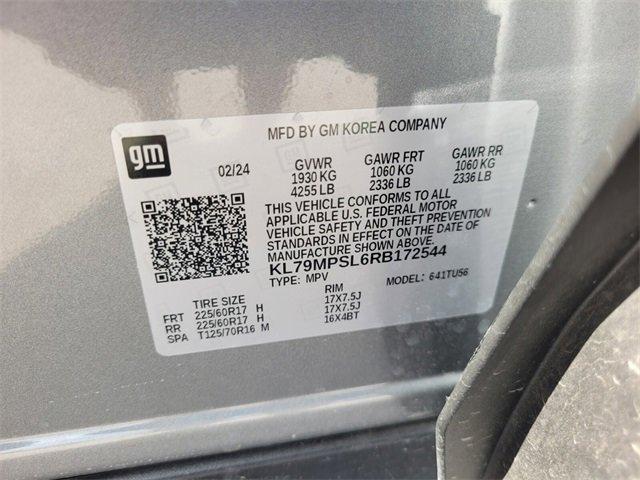 MFD BY GM KOREA COMPANY
gm
02/24 GVWR GAWR FRT GAWR RR
1930 KG 1060 KG 1060 KG
4255 LB 2336 LB 2336 LB
THIS VEHICLE CONFORMS TO ALL
APPLICABLE U.S. FEDERAL MOTOR
VEHICLE SAFETY AND THEFT PREVENTION
STANDARDS IN EFFECT ON THE DATE OF
MANUFACTURE SHOWN ABOVE.
KL79MPSL6RB172544
TYPE: MPV MODEL: 641TU56
TIRE SIZE RIM
FRT 225/60R17 H 17X7.5J
RR 225/60R17 H 17X7.5J
SPA T125/70R16 M 16X4BT